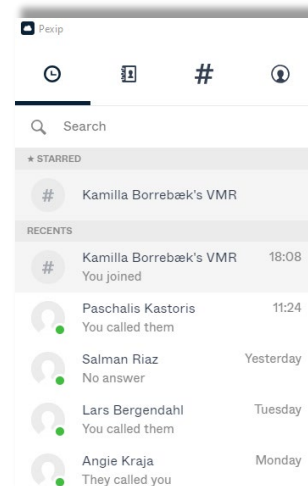 Pexip
#
Search
★ STARRED
# Kamilla Borrebæk's VMR
RECENTS
# Kamilla Borrebæk's VMR 18:08
You joined
Paschalis Kastoris 11:24
You called them
Salman Riaz Yesterday
No answer
Lars Bergendahl Tuesday
You called them
Angie Kraja Monday
They called you